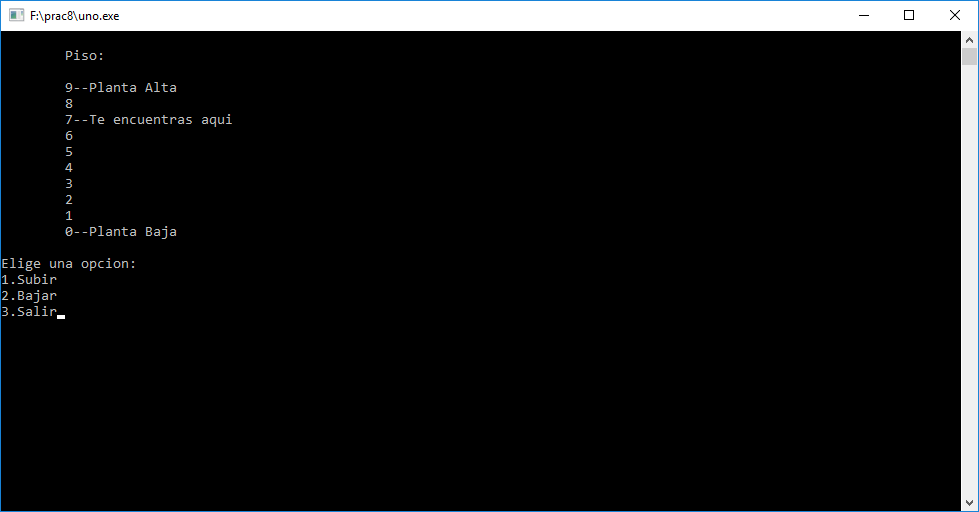 F:\prac8\uno.exe
Piso:
9--Planta Alta
8
7--Te encuentras aqui
6
5
4
3
2
1
0--Planta Baja
Elige una opcion:
1.Subir
2.Bajar
3.Salir